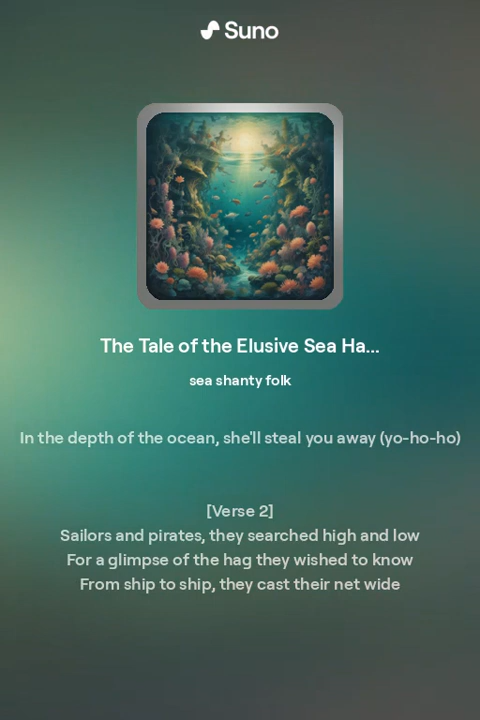 Suno
The Tale of the Elusive Sea Ha...
sea shanty folk
In the depth of the ocean, she'll steal you away (yo-ho-ho)
[Verse 2]
Sailors and pirates, they searched high and low
For a glimpse of the hag they wished to know
From ship to ship, they cast their net wide